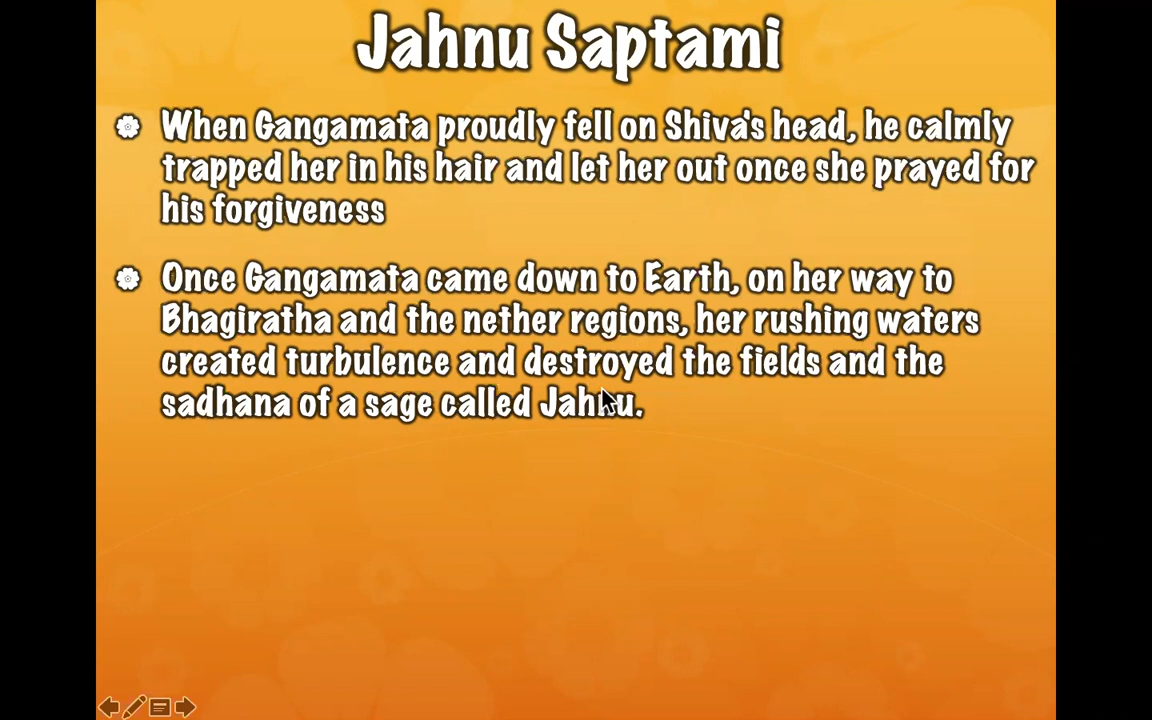 Jahnu Saptami
When Gangamata proudly fell on Shiva's head, he calmly
trapped her in his hair and let her out once she prayed for
his forgiveness
Once Gangamata came down to Earth, on her way to
Bhagiratha and the nether regions, her rushing waters
created turbulence and destroyed the fields and the
sadhana of a sage called Jahnu.